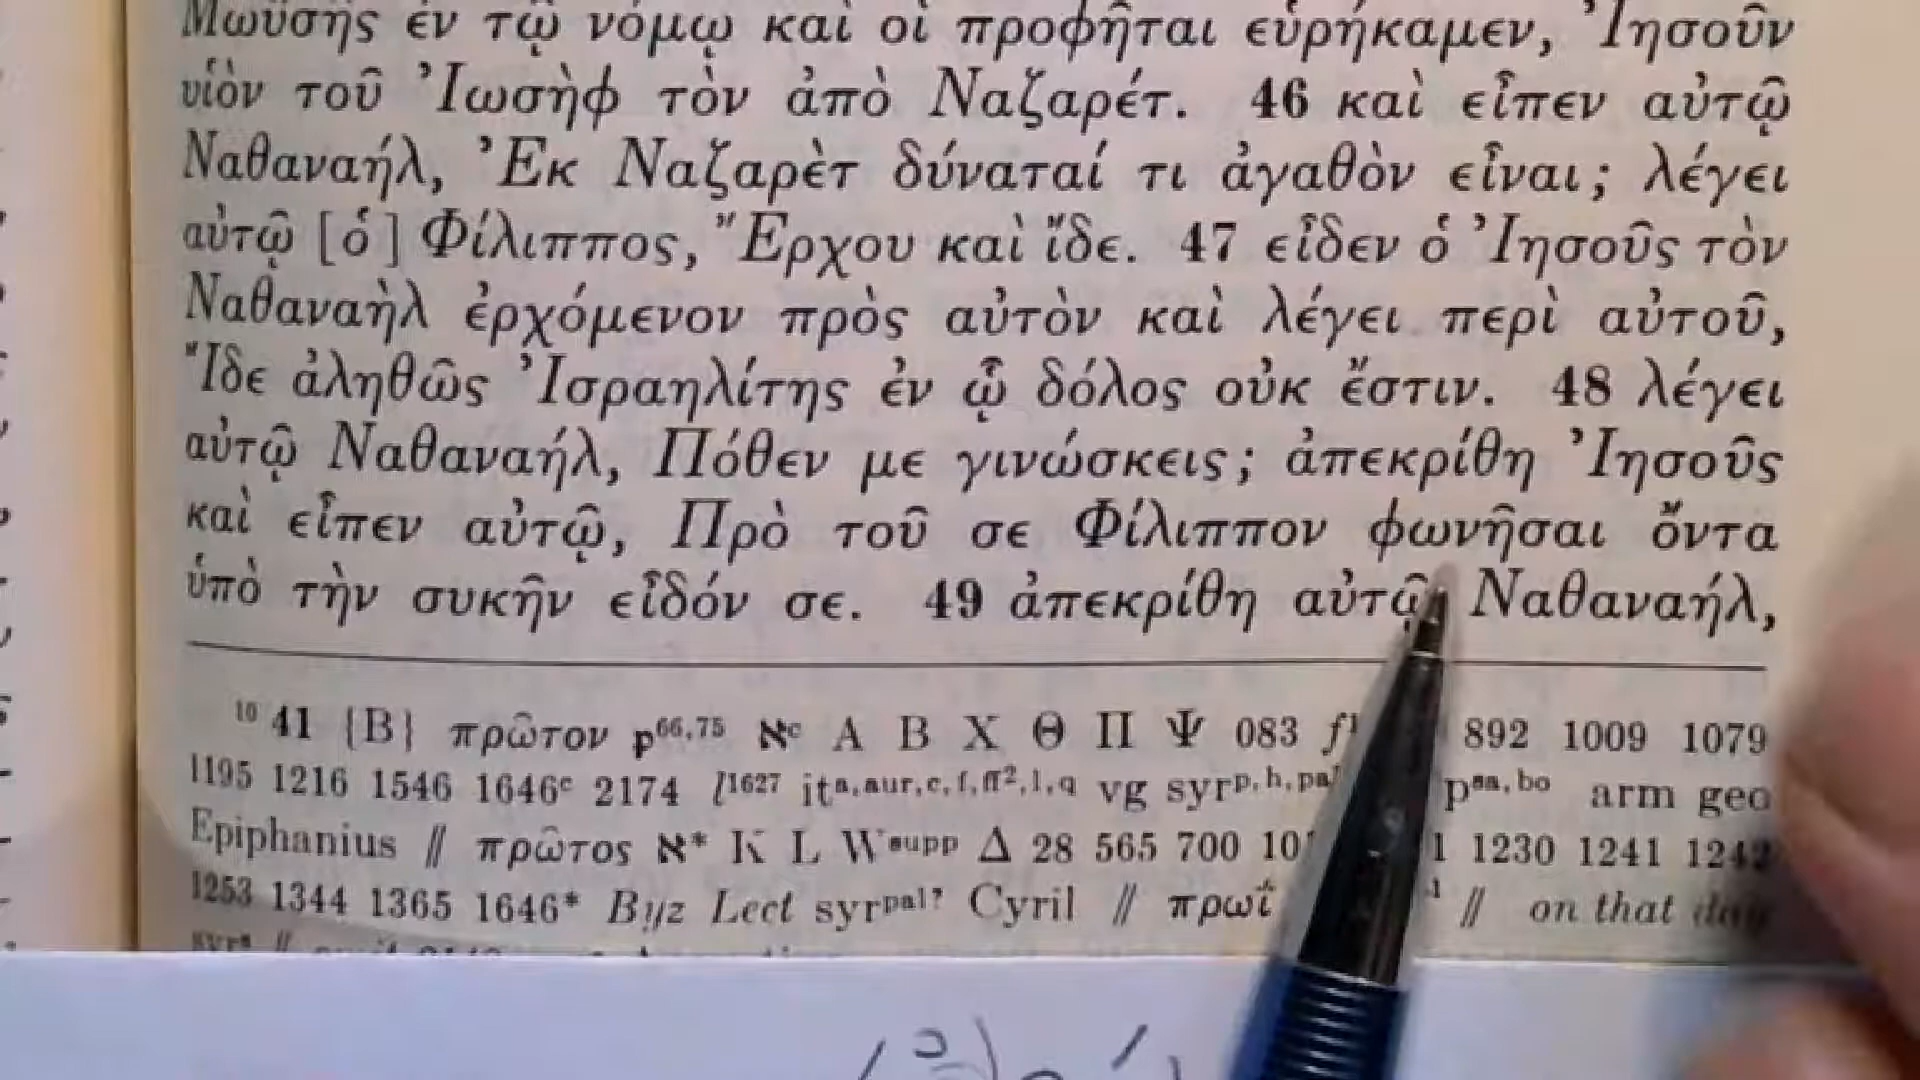 Μωϋσῆς ἐν τῷ νόμῳ καὶ οἱ προφῆται εὑρήκαμεν, Ἰησοῦν
υἱὸν τοῦ Ἰωσὴφ τὸν ἀπὸ Ναζαρέτ. 46 καὶ εἶπεν αὐτῷ
Ναθαναήλ, Ἐκ Ναζαρὲτ δύναταί τι ἀγαθὸν εἶναι; λέγει
αὐτῷ [ὁ] Φίλιππος, Ἔρχου καὶ ἴδε. 47 εἶδεν ὁ Ἰησοῦς τὸν
Ναθαναὴλ ἐρχόμενον πρὸς αὐτὸν καὶ λέγει περὶ αὐτοῦ,
Ἴδε ἀληθῶς Ἰσραηλίτης ἐν ᾧ δόλος οὐκ ἔστιν. 48 λέγει
αὐτῷ Ναθαναήλ, Πόθεν με γινώσκεις; ἀπεκρίθη Ἰησοῦς
καὶ εἶπεν αὐτῷ, Πρὸ τοῦ σε Φίλιππον φωνῆσαι ὄντα
ὑπὸ τὴν συκῆν εἶδόν σε. 49 ἀπεκρίθη αὐτῷ Ναθαναήλ,
10 41 {B} πρῶτον p66,75 אc A B X Θ Π Ψ 083 892 1009 1079
1195 1216 1546 1646c 2174 l1627 ita,aur,c,f,ff2,l,q vg syrp,h,pal arm geo
Epiphanius // πρῶτος א* K L Wsupp Δ 28 565 700 1230 1241 1242
1253 1344 1365 1646* Byz Lect syrpal? Cyril // πρωῒ // on that day